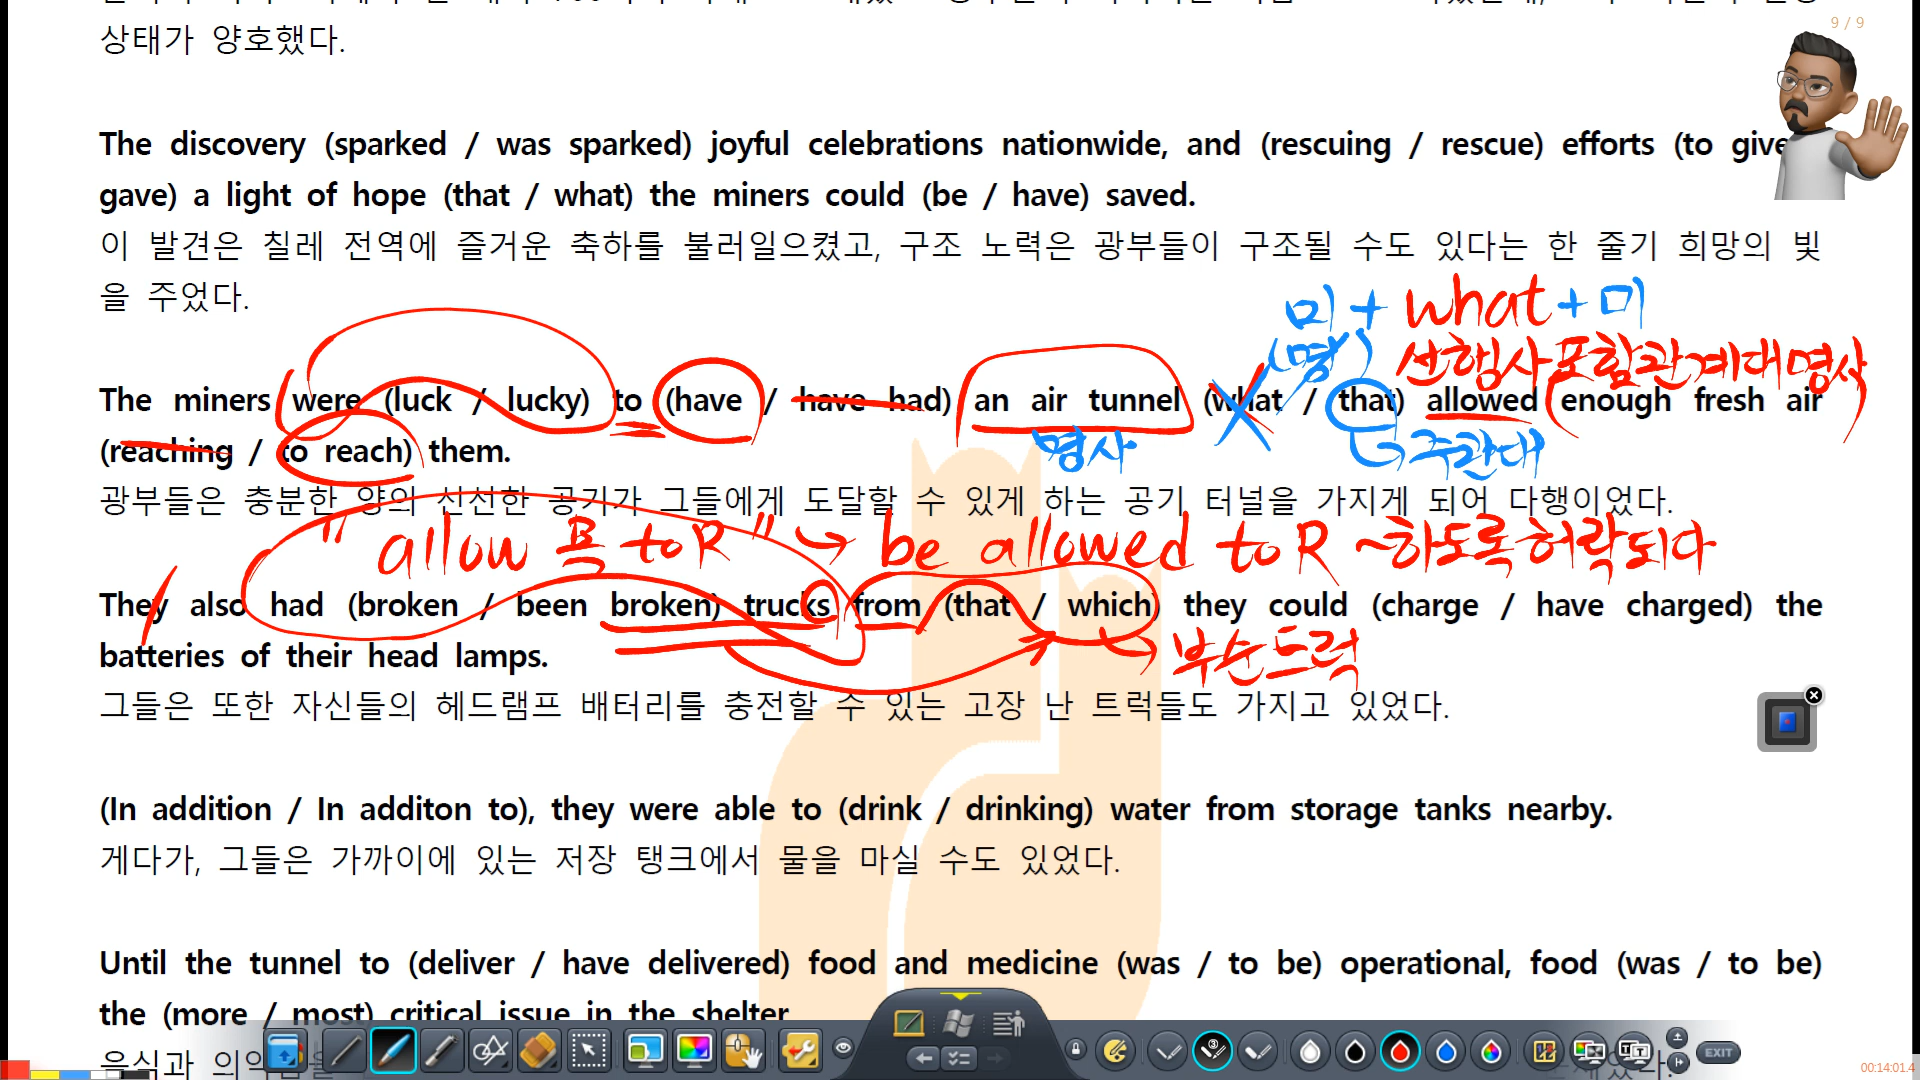 9 / 9
상태가 양호했다.
The discovery (sparked / was sparked) joyful celebrations nationwide, and (rescuing / rescue) efforts (to give
gave) a light of hope (that / what) the miners could (be / have) saved.
이 발견은 칠레 전역에 즐거운 축하를 불러일으켰고, 구조 노력은 광부들이 구조될 수도 있다는 한 줄기 희망의 빛
을 주었다.
미 + what + 미
(명) 선행사포함관계대명사
The miners were (luck / lucky) to (have / have had) an air tunnel (what / that) allowed enough fresh air
(reaching / to reach) them.
명사 주관대
광부들은 충분한 양의 신선한 공기가 그들에게 도달할 수 있게 하는 공기 터널을 가지게 되어 다행이었다.
"allow 목 to R" → be allowed to R ~하도록허락되다
They also had (broken / been broken) trucks from (that / which) they could (charge / have charged) the
batteries of their head lamps.
부순트럭
그들은 또한 자신들의 헤드램프 배터리를 충전할 수 있는 고장 난 트럭들도 가지고 있었다.
(In addition / In additon to), they were able to (drink / drinking) water from storage tanks nearby.
게다가, 그들은 가까이에 있는 저장 탱크에서 물을 마실 수도 있었다.
Until the tunnel to (deliver / have delivered) food and medicine (was / to be) operational, food (was / to be)
the (more / most) critical issue in the shelter
EXIT
00:14:01.4